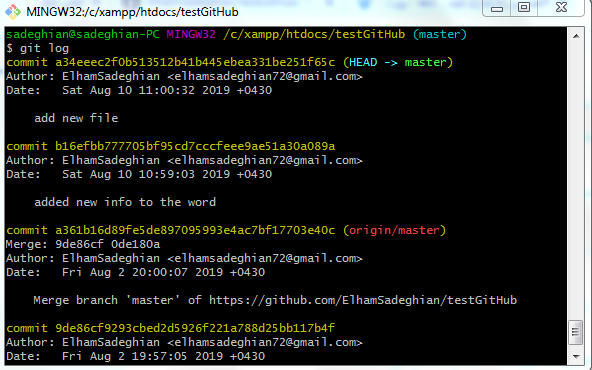 MINGW32:/c/xampp/htdocs/testGitHub
sadeghian@sadeghian-PC MINGW32 /c/xampp/htdocs/testGitHub (master)
$ git log
commit a34eeec2f0b513512b41b445ebea331be251f65c (HEAD -> master)
Author: ElhamSadeghian <elhamsadeghian72@gmail.com>
Date:   Sat Aug 10 11:00:32 2019 +0430
    add new file
commit b16efbb777705bf95cd7cccfeee9ae51a30a089a
Author: ElhamSadeghian <elhamsadeghian72@gmail.com>
Date:   Sat Aug 10 10:59:03 2019 +0430
    added new info to the word
commit a361b16d89fe5de897095993e4ac7bf17703e40c (origin/master)
Merge: 9de86cf 0de180a
Author: ElhamSadeghian <elhamsadeghian72@gmail.com>
Date:   Fri Aug 2 20:00:07 2019 +0430
    Merge branch 'master' of https://github.com/ElhamSadeghian/testGitHub
commit 9de86cf9293cbed2d5926f221a788d25bb117b4f
Author: ElhamSadeghian <elhamsadeghian72@gmail.com>
Date:   Fri Aug 2 19:57:05 2019 +0430